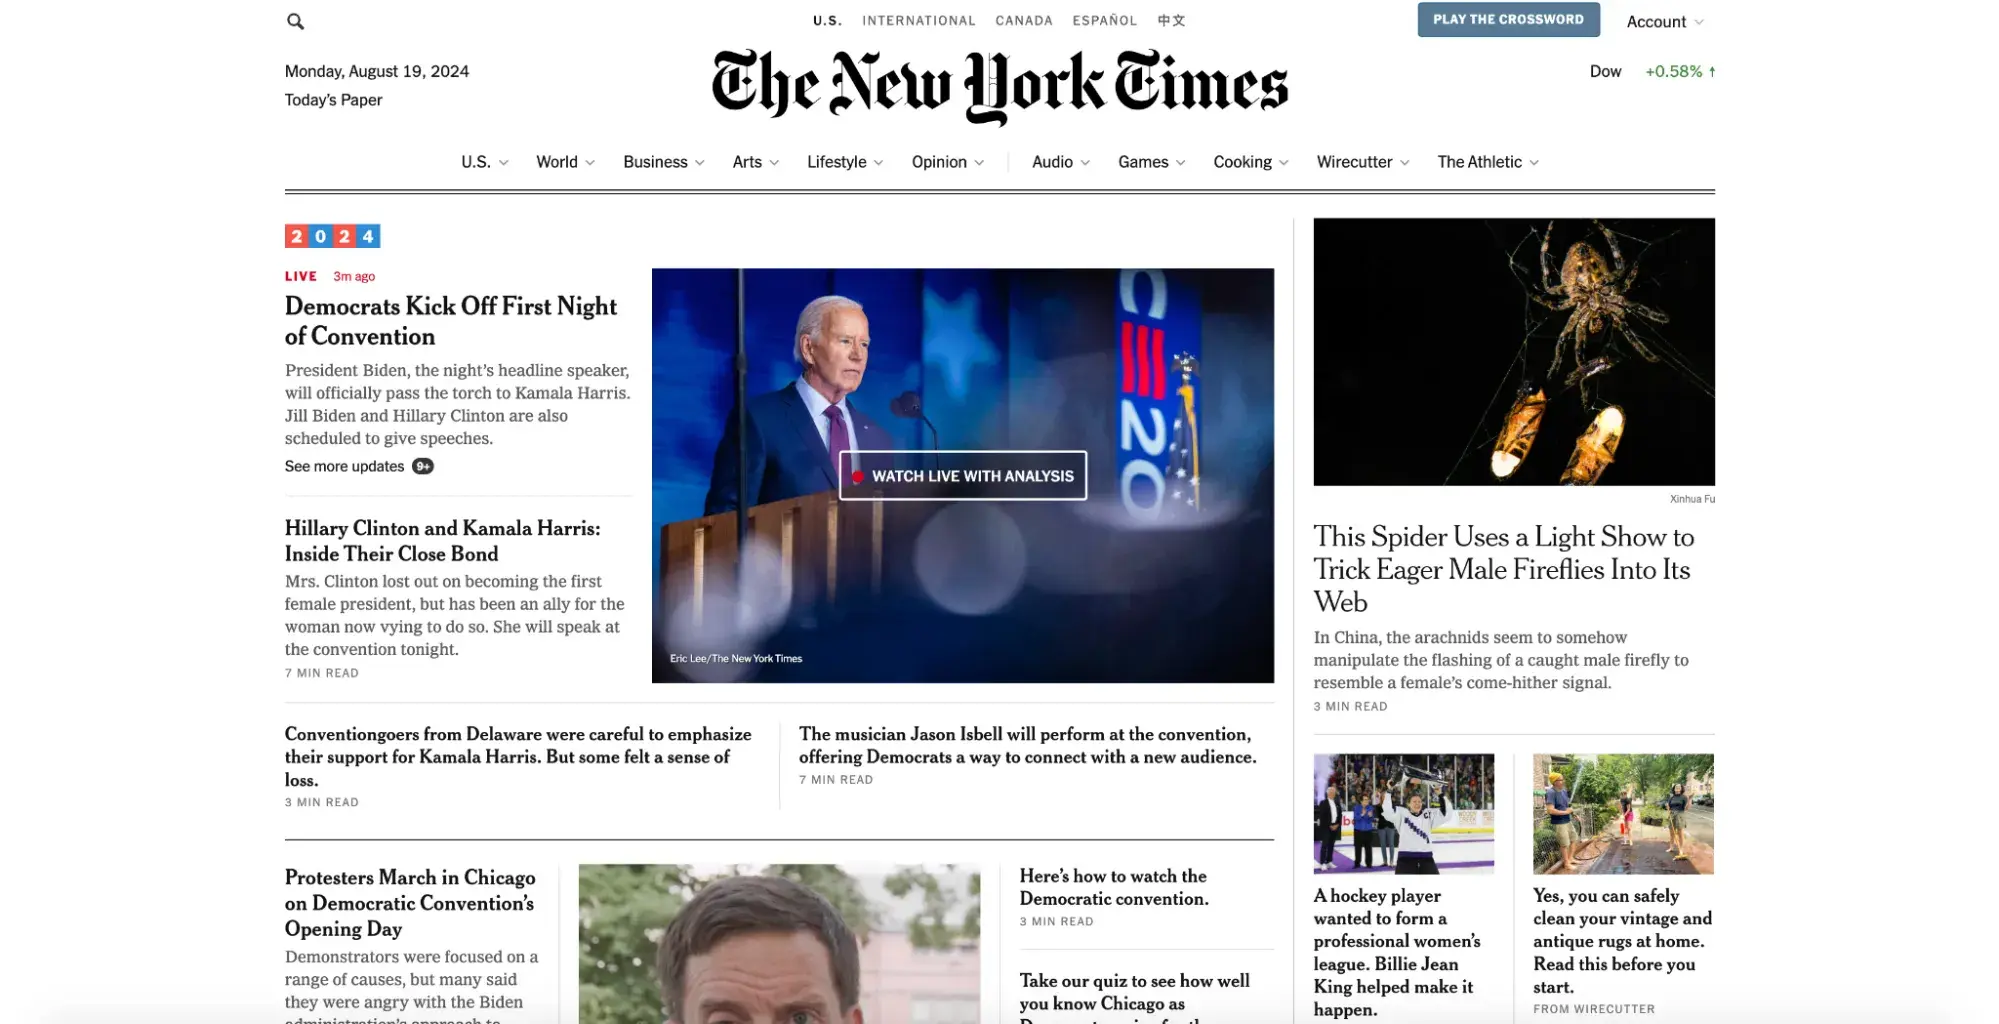 U.S. INTERNATIONAL CANADA ESPAÑOL 中文
PLAY THE CROSSWORD
Account
Monday, August 19, 2024
Today's Paper
The New York Times
Dow +0.58% ↑
U.S. World Business Arts Lifestyle Opinion Audio Games Cooking Wirecutter The Athletic
2024
LIVE 3m ago
Democrats Kick Off First Night
of Convention
President Biden, the night's headline speaker,
will officially pass the torch to Kamala Harris.
Jill Biden and Hillary Clinton are also
scheduled to give speeches.
See more updates 9+
Hillary Clinton and Kamala Harris:
Inside Their Close Bond
Mrs. Clinton lost out on becoming the first
female president, but has been an ally for the
woman now vying to do so. She will speak at
the convention tonight.
7 MIN READ
CE20
WATCH LIVE WITH ANALYSIS
Eric Lee/The New York Times
Conventiongoers from Delaware were careful to emphasize
their support for Kamala Harris. But some felt a sense of
loss.
3 MIN READ
The musician Jason Isbell will perform at the convention,
offering Democrats a way to connect with a new audience.
7 MIN READ
Protesters March in Chicago
on Democratic Convention's
Opening Day
Demonstrators were focused on a
range of causes, but many said
they were angry with the Biden
administration's approach to
Here's how to watch the
Democratic convention.
3 MIN READ
Take our quiz to see how well
you know Chicago as
Xinhua Fu
This Spider Uses a Light Show to
Trick Eager Male Fireflies Into Its
Web
In China, the arachnids seem to somehow
manipulate the flashing of a caught male firefly to
resemble a female's come-hither signal.
3 MIN READ
A hockey player
wanted to form a
professional women's
league. Billie Jean
King helped make it
happen.
Yes, you can safely
clean your vintage and
antique rugs at home.
Read this before you
start.
FROM WIRECUTTER